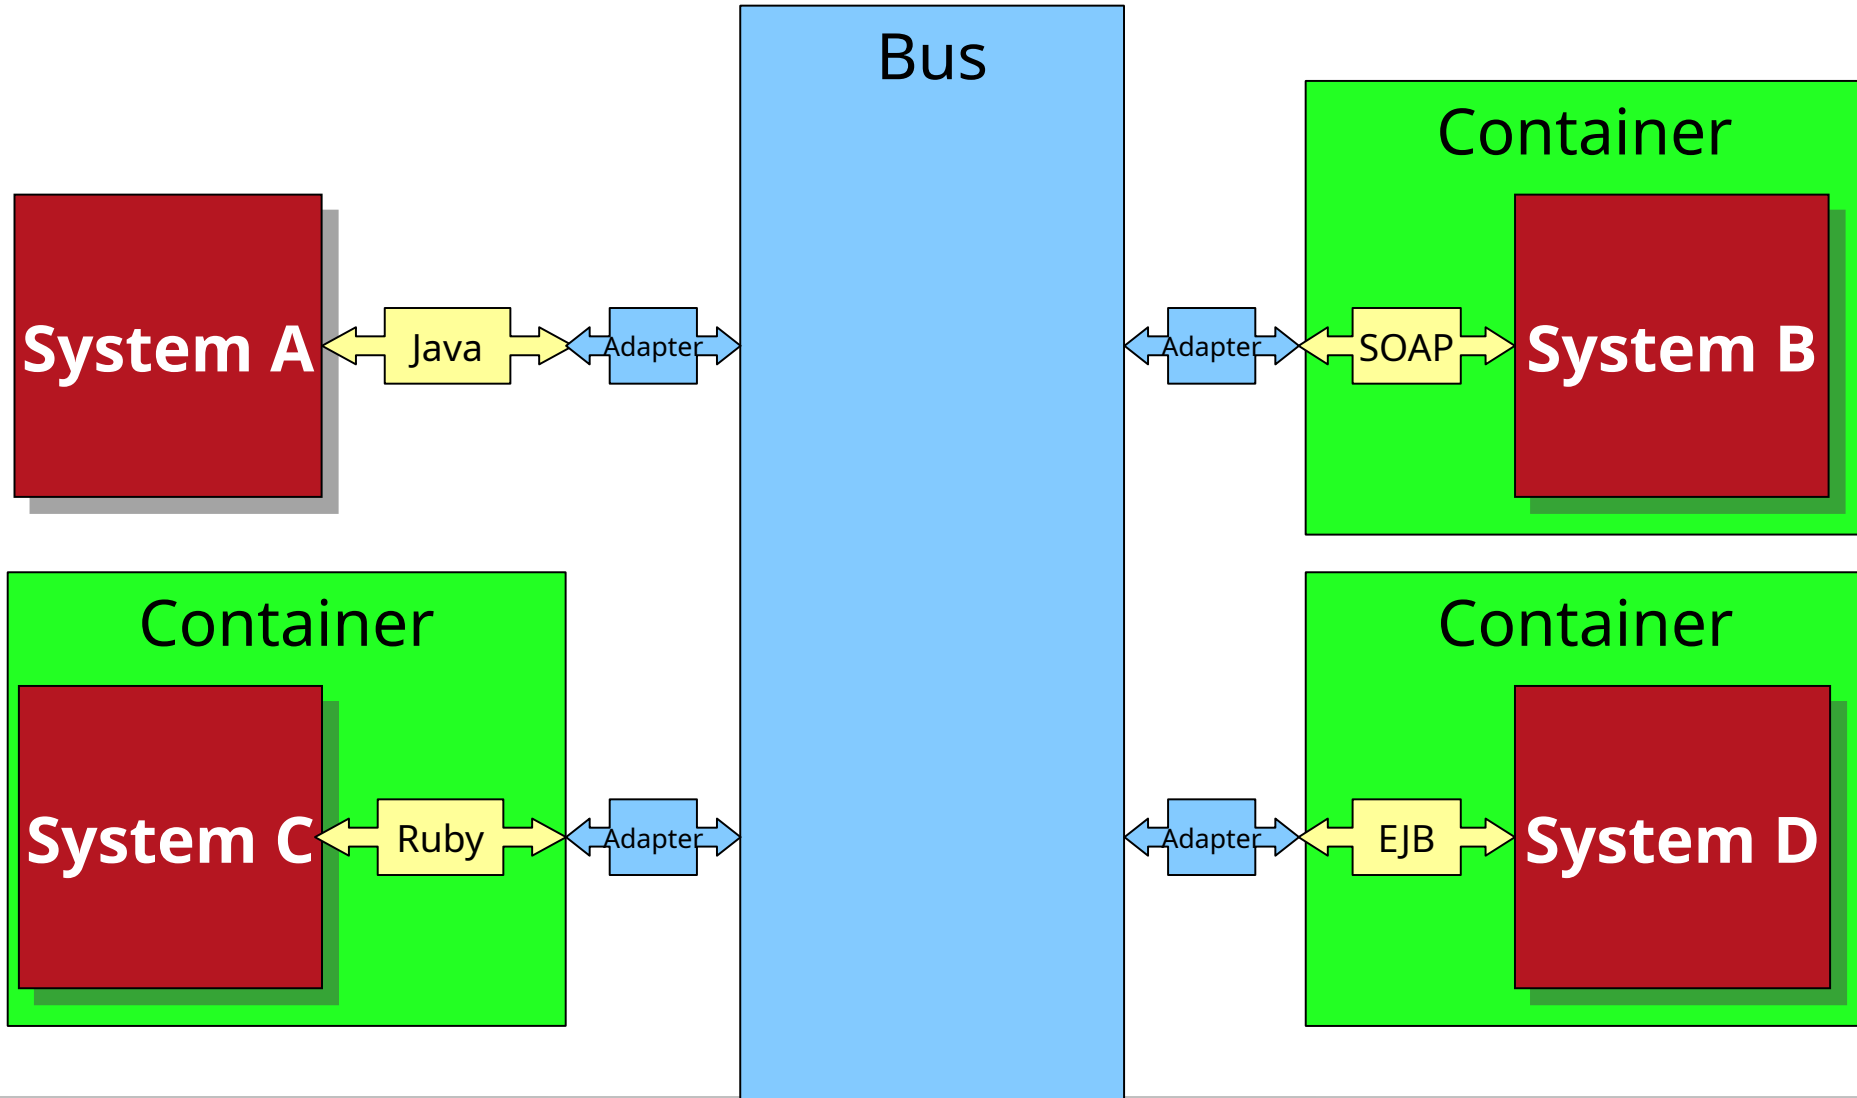 Bus
Container
System A
Java
Adapter
Adapter
SOAP
System B
Container
Container
System C
Ruby
Adapter
Adapter
EJB
System D